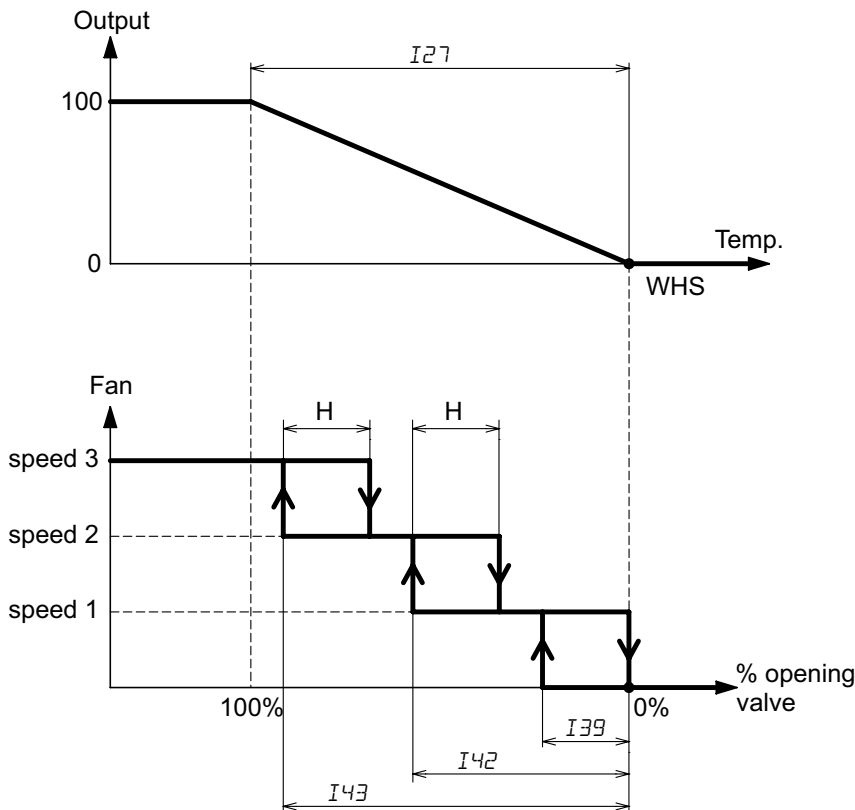 Output
I27
100
Temp.
0
WHS
Fan
H H
speed 3
speed 2
speed 1
% opening
valve
100% 0%
I39
I42
I43